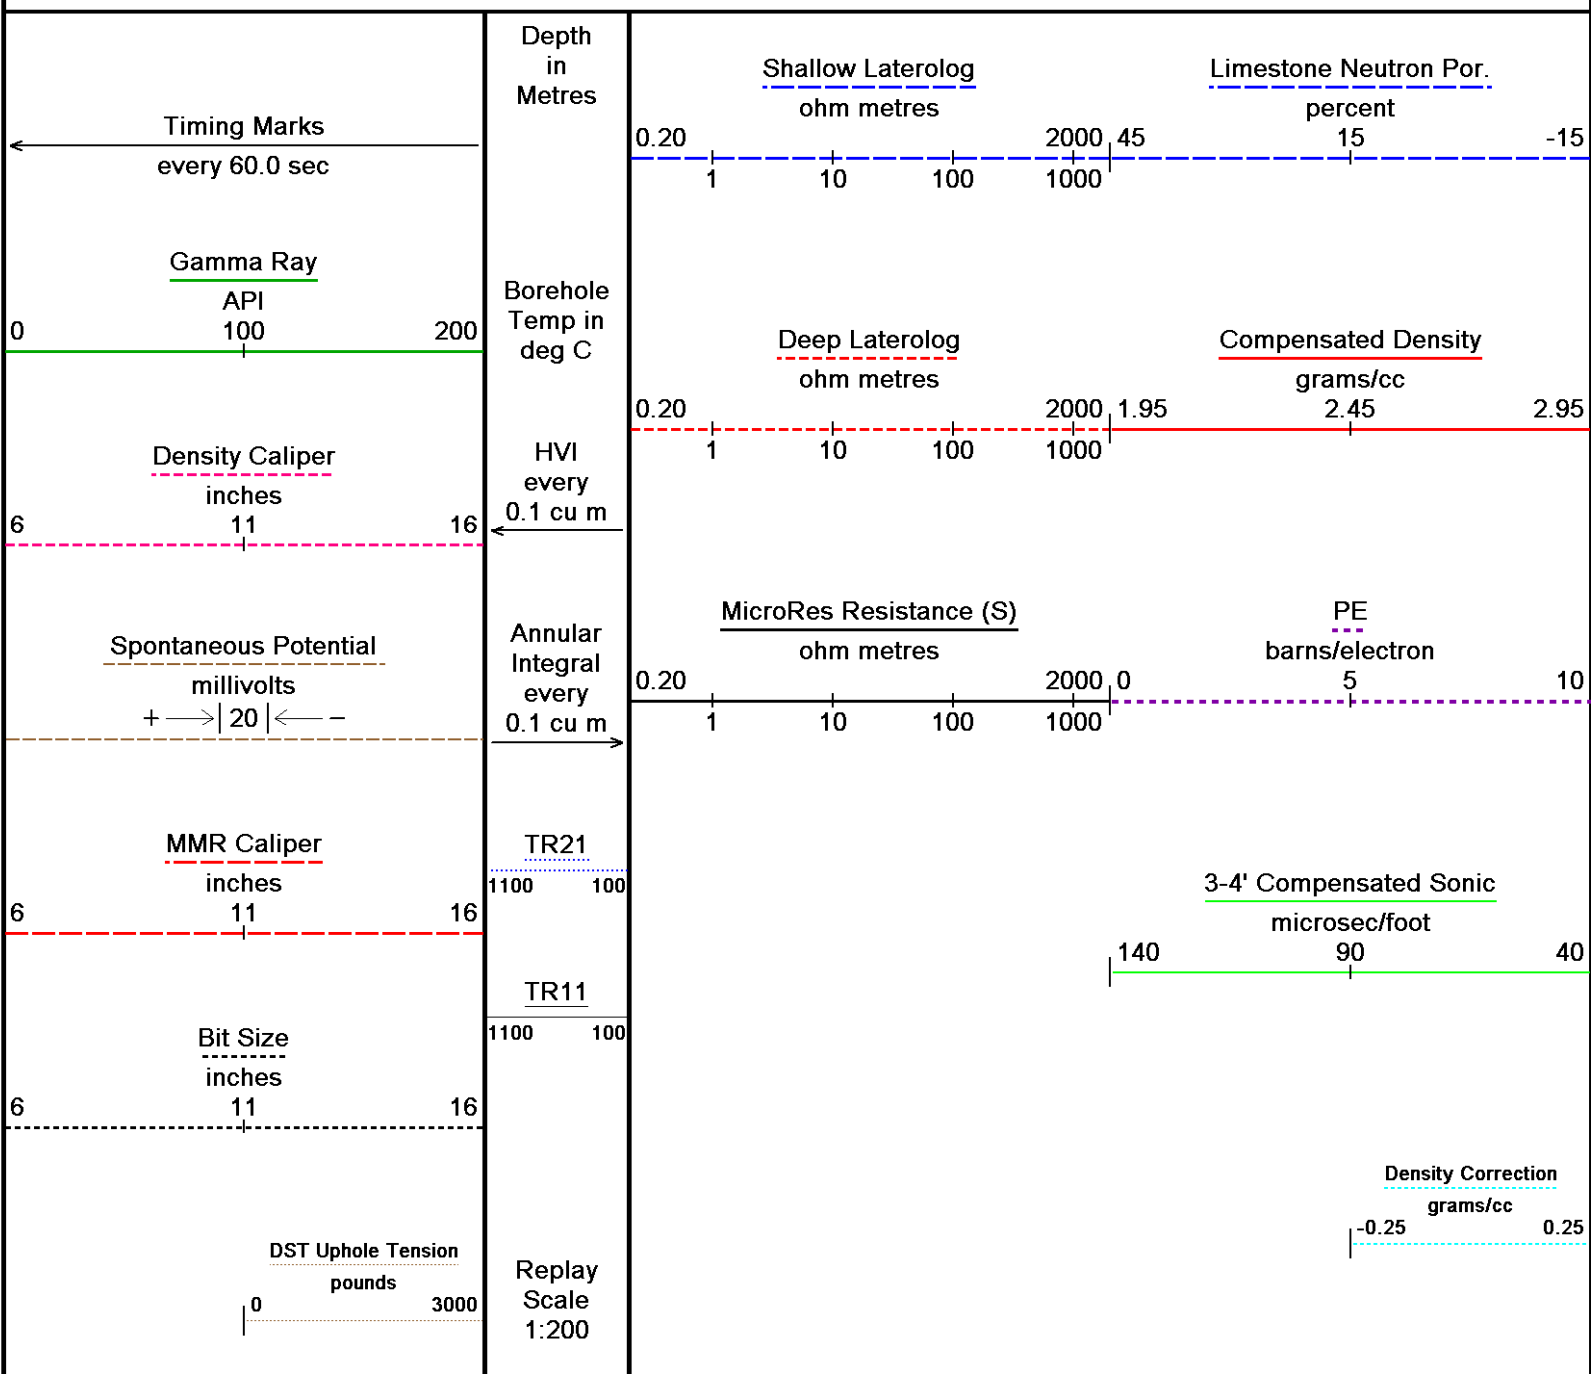 Timing Marks
every 60.0 sec
Gamma Ray
API
0 100 200
Density Caliper
inches
6 11 16
Spontaneous Potential
millivolts
+ 20 −
MMR Caliper
inches
6 11 16
Bit Size
inches
6 11 16
DST Uphole Tension
pounds
0 3000
Depth
in
Metres
Borehole
Temp in
deg C
HVI
every
0.1 cu m
Annular
Integral
every
0.1 cu m
TR21
1100 100
TR11
1100 100
Replay
Scale
1:200
Shallow Laterolog
ohm metres
0.20 2000
1 10 100 1000
Deep Laterolog
ohm metres
0.20 2000
1 10 100 1000
MicroRes Resistance (S)
ohm metres
0.20 2000
1 10 100 1000
Limestone Neutron Por.
percent
45 15 -15
Compensated Density
grams/cc
1.95 2.45 2.95
PE
barns/electron
0 5 10
3-4' Compensated Sonic
microsec/foot
140 90 40
Density Correction
grams/cc
-0.25 0.25